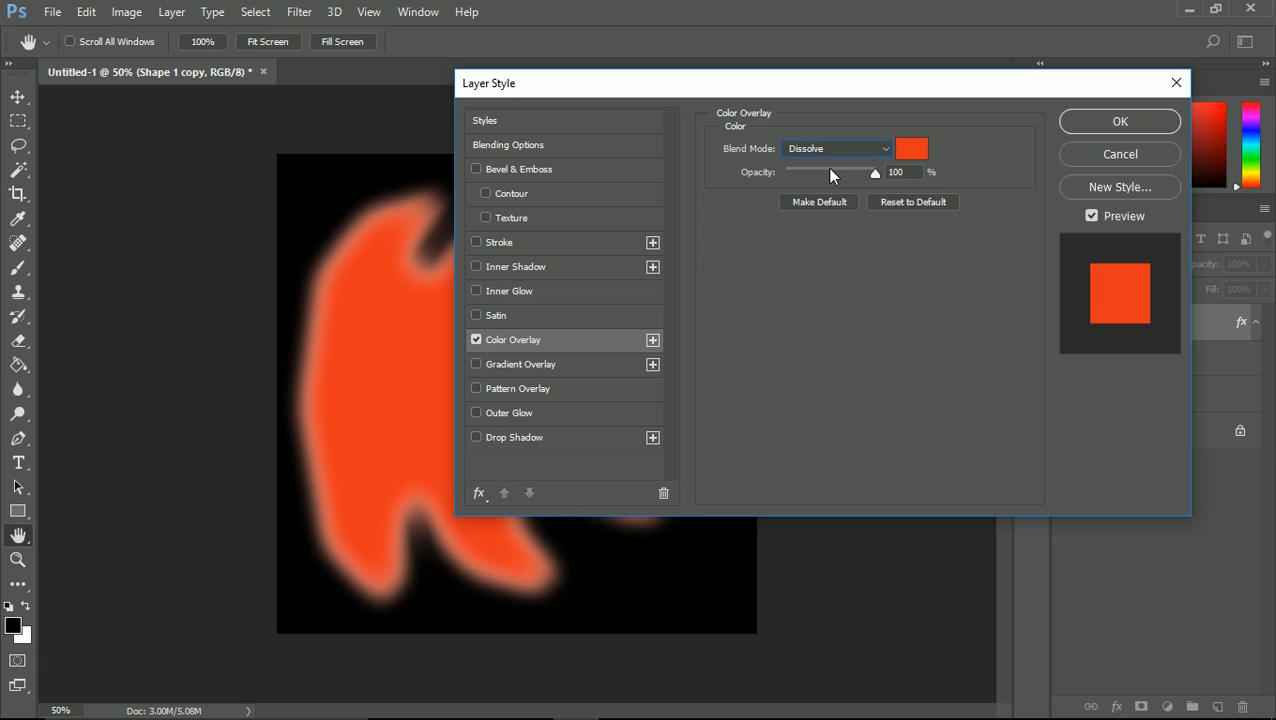 Ps File Edit Image Layer Type Select Filter 3D View Window Help
Scroll All Windows 100% Fit Screen Fill Screen
Untitled-1 @ 50% (Shape 1 copy, RGB/8) *
Layer Style
Styles
Blending Options
Bevel & Emboss
Contour
Texture
Stroke
Inner Shadow
Inner Glow
Satin
Color Overlay
Gradient Overlay
Pattern Overlay
Outer Glow
Drop Shadow
fx
Color Overlay
Color
Blend Mode: Dissolve
Opacity: 100 %
Make Default Reset to Default
OK
Cancel
New Style...
Preview
pacity: 100%
Fill: 100%
fx
T
T
50% Doc: 3.00M/5.08M
fx